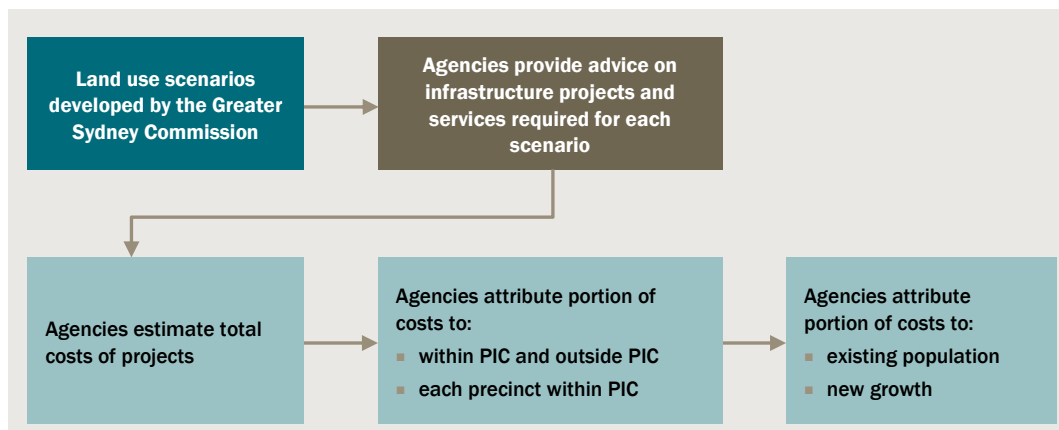 Land use scenarios
developed by the Greater
Sydney Commission
Agencies provide advice on
infrastructure projects and
services required for each
scenario
Agencies estimate total
costs of projects
Agencies attribute portion of
costs to:
▪ within PIC and outside PIC
▪ each precinct within PIC
Agencies attribute
portion of costs to:
▪ existing population
▪ new growth